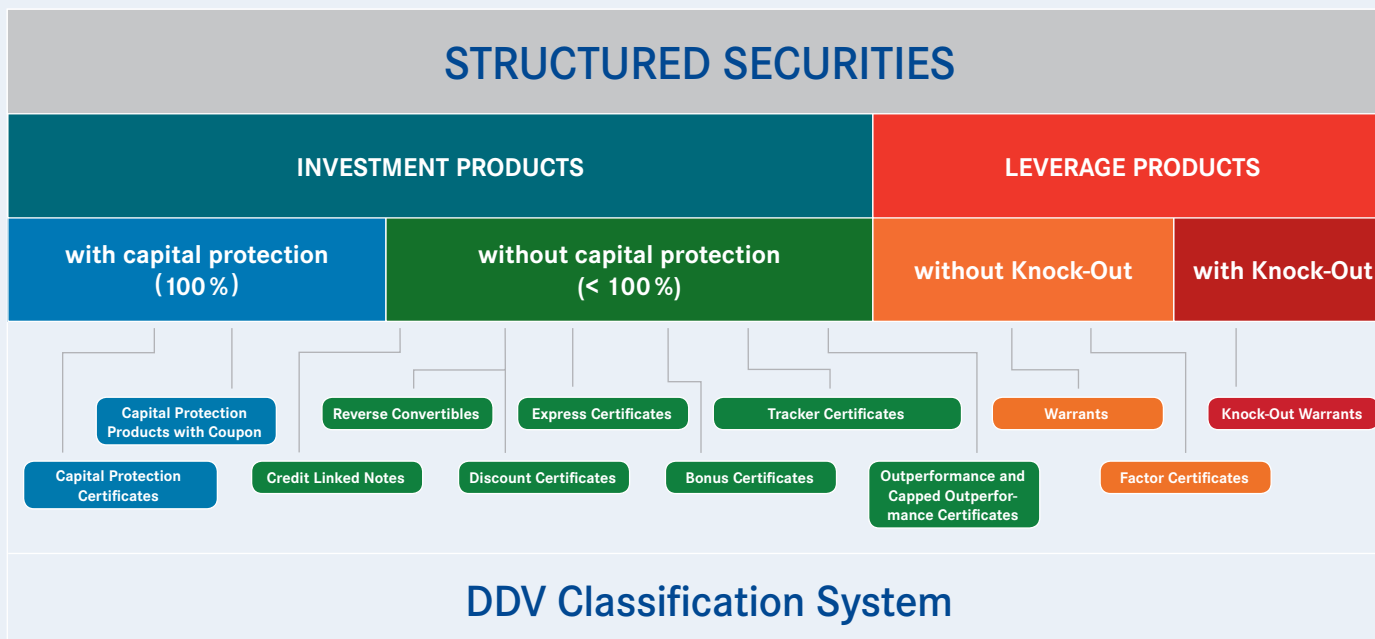 STRUCTURED SECURITIES
INVESTMENT PRODUCTS
LEVERAGE PRODUCTS
with capital protection
(100 %)
without capital protection
(< 100 %)
without Knock-Out
with Knock-Out
Capital Protection
Products with Coupon
Reverse Convertibles
Express Certificates
Tracker Certificates
Warrants
Knock-Out Warrants
Capital Protection
Certificates
Credit Linked Notes
Discount Certificates
Bonus Certificates
Outperformance and
Capped Outperfor-
mance Certificates
Factor Certificates
DDV Classification System